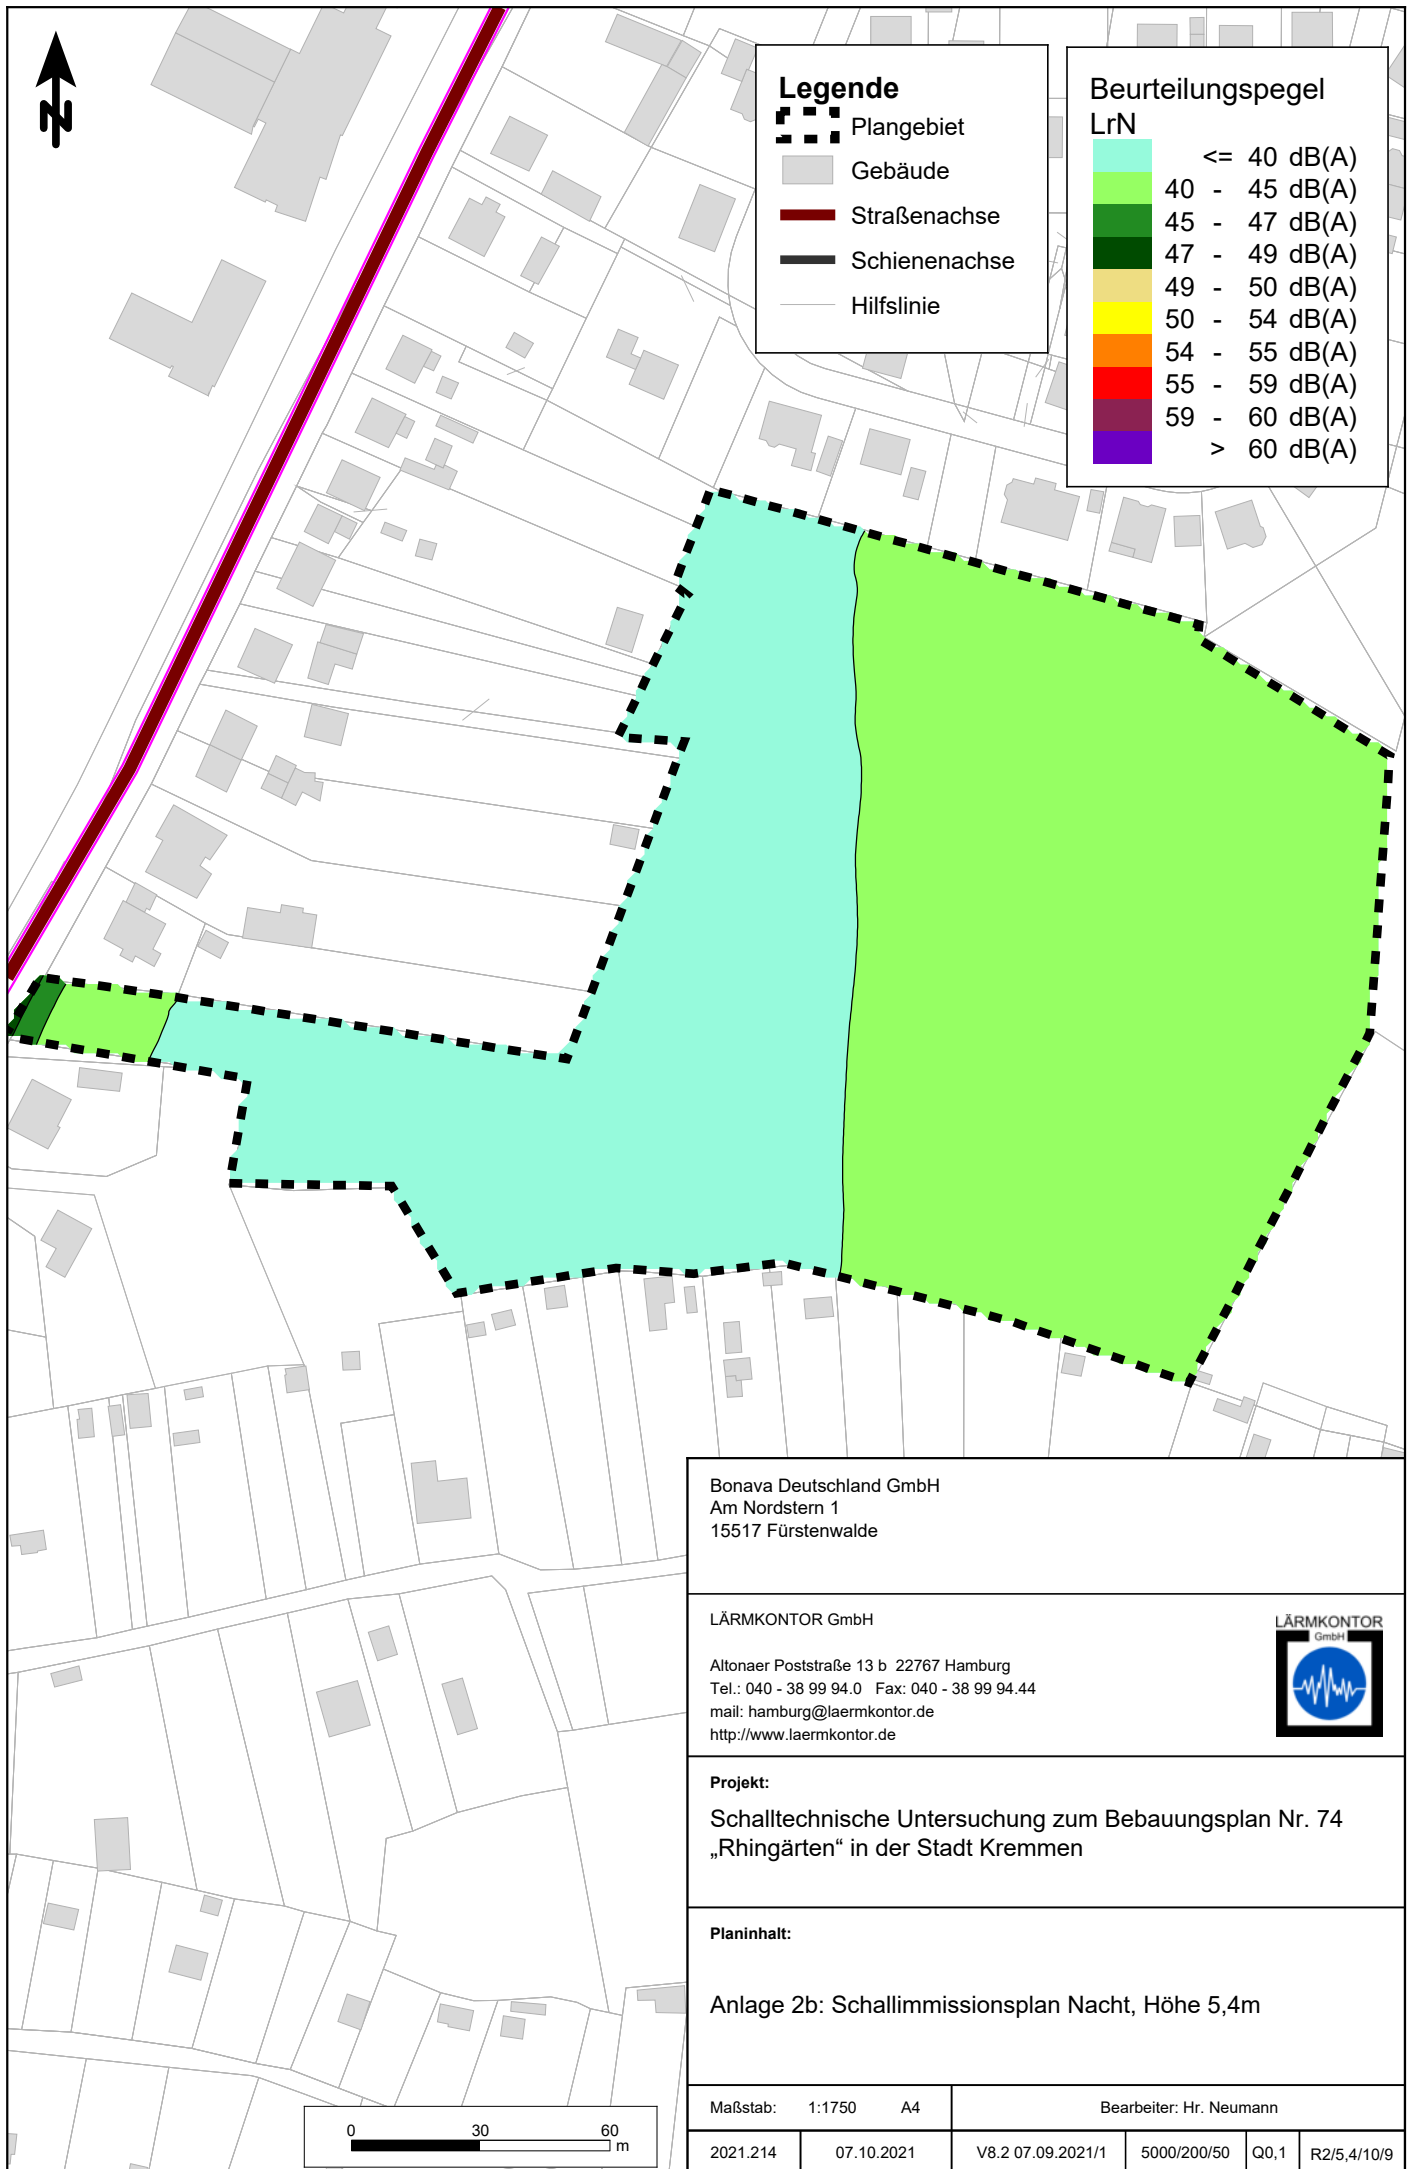 N
Legende
Plangebiet
Gebäude
Straßenachse
Schienenachse
Hilfslinie
Beurteilungspegel
LrN
<= 40 dB(A)
40 - 45 dB(A)
45 - 47 dB(A)
47 - 49 dB(A)
49 - 50 dB(A)
50 - 54 dB(A)
54 - 55 dB(A)
55 - 59 dB(A)
59 - 60 dB(A)
> 60 dB(A)
Bonava Deutschland GmbH
Am Nordstern 1
15517 Fürstenwalde
LÄRMKONTOR GmbH
Altonaer Poststraße 13 b 22767 Hamburg
Tel.: 040 - 38 99 94.0 Fax: 040 - 38 99 94.44
mail: hamburg@laermkontor.de
http://www.laermkontor.de
LÄRMKONTOR
GmbH
Projekt:
Schalltechnische Untersuchung zum Bebauungsplan Nr. 74
„Rhingärten“ in der Stadt Kremmen
Planinhalt:
Anlage 2b: Schallimmissionsplan Nacht, Höhe 5,4m
Maßstab: 1:1750 A4
Bearbeiter: Hr. Neumann
2021.214 07.10.2021 V8.2 07.09.2021/1 5000/200/50 Q0,1 R2/5,4/10/9
0 30 60
m